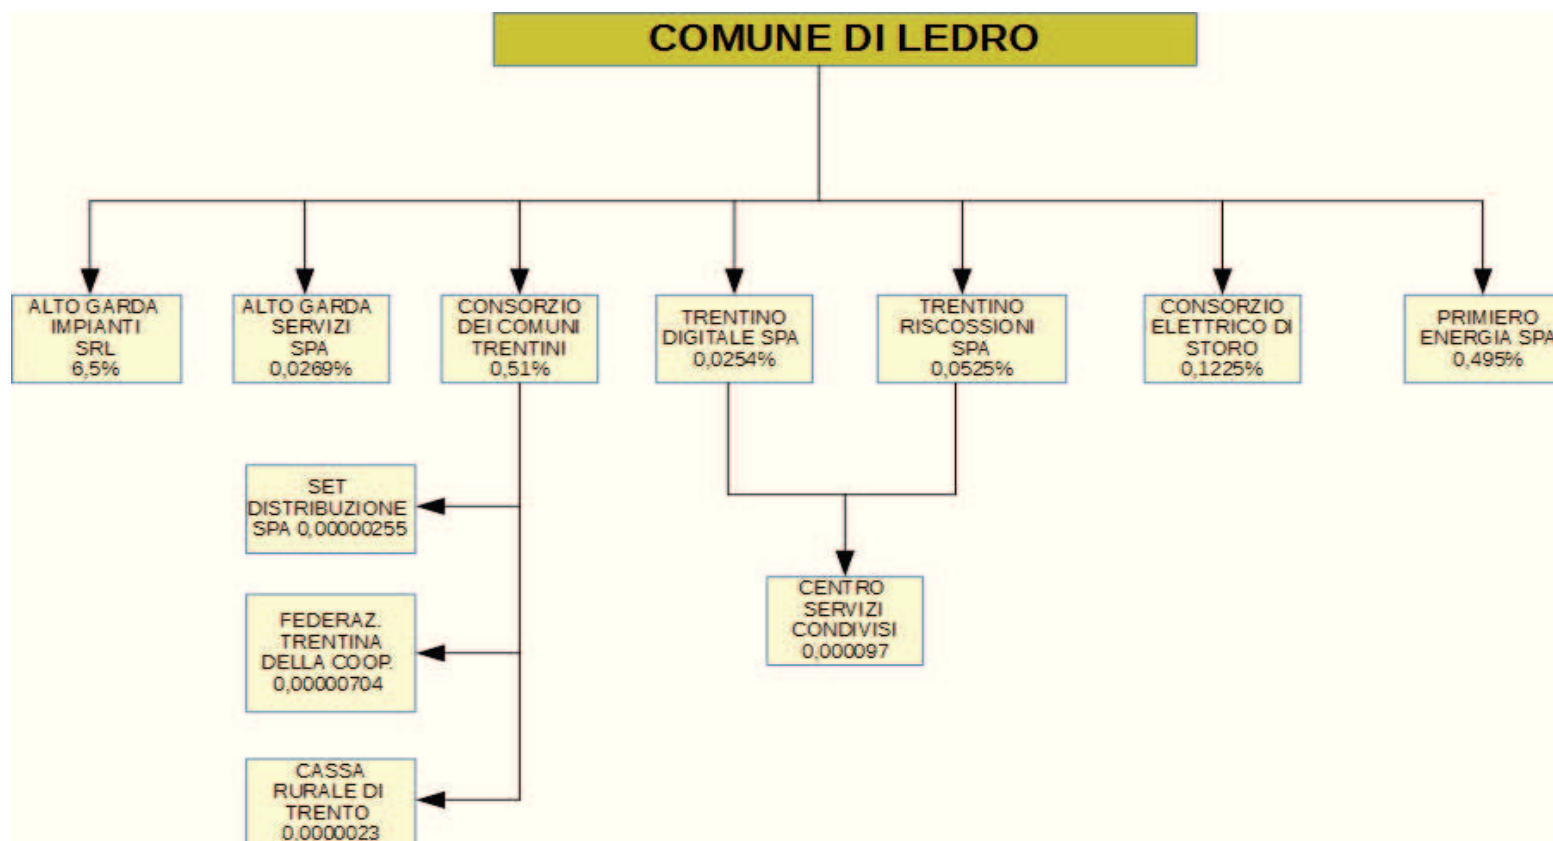 COMUNE DI LEDRO
ALTO GARDA
IMPIANTI
SRL
6,5%
ALTO GARDA
SERVIZI
SPA
0,0269%
CONSORZIO
DEI COMUNI
TRENTINI
0,51%
TRENTINO
DIGITALE SPA
0,0254%
TRENTINO
RISCOSSIONI
SPA
0,0525%
CONSORZIO
ELETTRICO DI
STORO
0,1225%
PRIMIERO
ENERGIA SPA
0,495%
SET
DISTRIBUZIONE
SPA 0,00000255
FEDERAZ.
TRENTINA
DELLA COOP.
0,00000704
CENTRO
SERVIZI
CONDIVISI
0,000097
CASSA
RURALE DI
TRENTO
0,0000023